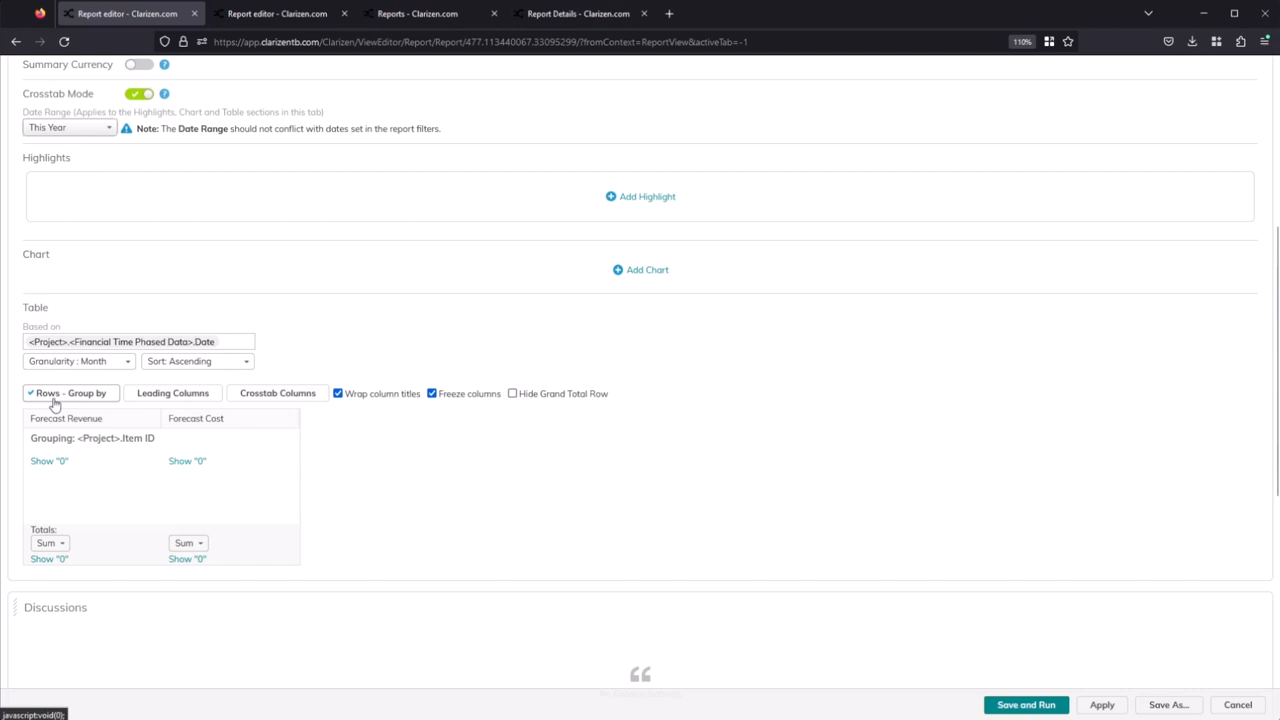 Report editor - Clarizen.com
Report editor - Clarizen.com
Reports - Clarizen.com
Report Details - Clarizen.com
https://app.clarizentb.com/Clarizen/ViewEditor/Report/Report/477.113440067.33095299/?fromContext=ReportView&activeTab=-1
110%
Summary Currency
Crosstab Mode
Date Range (Applies to the Highlights, Chart and Table sections in this tab)
This Year
Note: The Date Range should not conflict with dates set in the report filters.
Highlights
Add Highlight
Chart
Add Chart
Table
Based on
<Project>.<Financial Time Phased Data>.Date
Granularity : Month
Sort: Ascending
Rows - Group by
Leading Columns
Crosstab Columns
Wrap column titles
Freeze columns
Hide Grand Total Row
Forecast Revenue
Forecast Cost
Grouping: <Project>.Item ID
Show "0"
Show "0"
Totals:
Sum
Sum
Show "0"
Show "0"
Discussions
Save and Run
Apply
Save As...
Cancel
javascript:void(0);